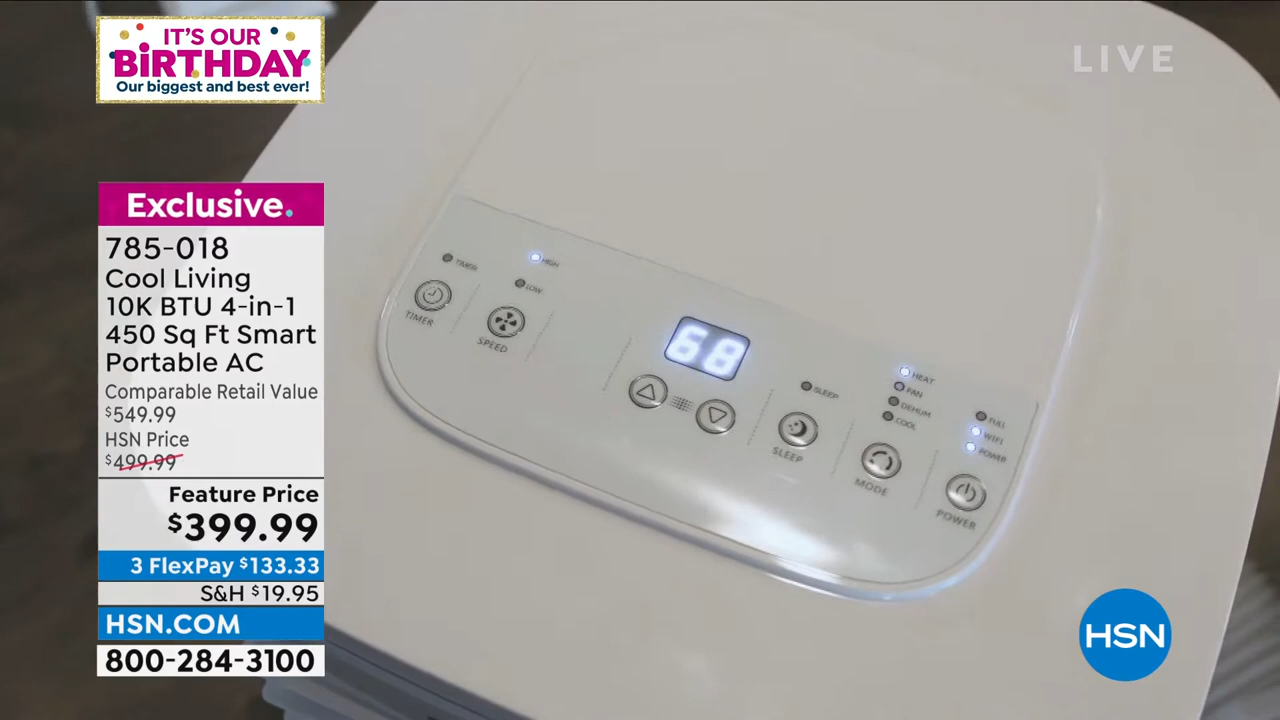 IT'S OUR
BIRTHDAY
Our biggest and best ever!
LIVE
Exclusive.
785-018
Cool Living
10K BTU 4-in-1
450 Sq Ft Smart
Portable AC
Comparable Retail Value
$549.99
HSN Price
$499.99
Feature Price
$399.99
3 FlexPay $133.33
S&H $19.95
HSN.COM
800-284-3100
TIMER
HIGH
LOW
TIMER
SPEED
68
SLEEP
SLEEP
HEAT
FAN
DEHUM
COOL
MODE
FULL
WIFI
POWER
POWER
HSN